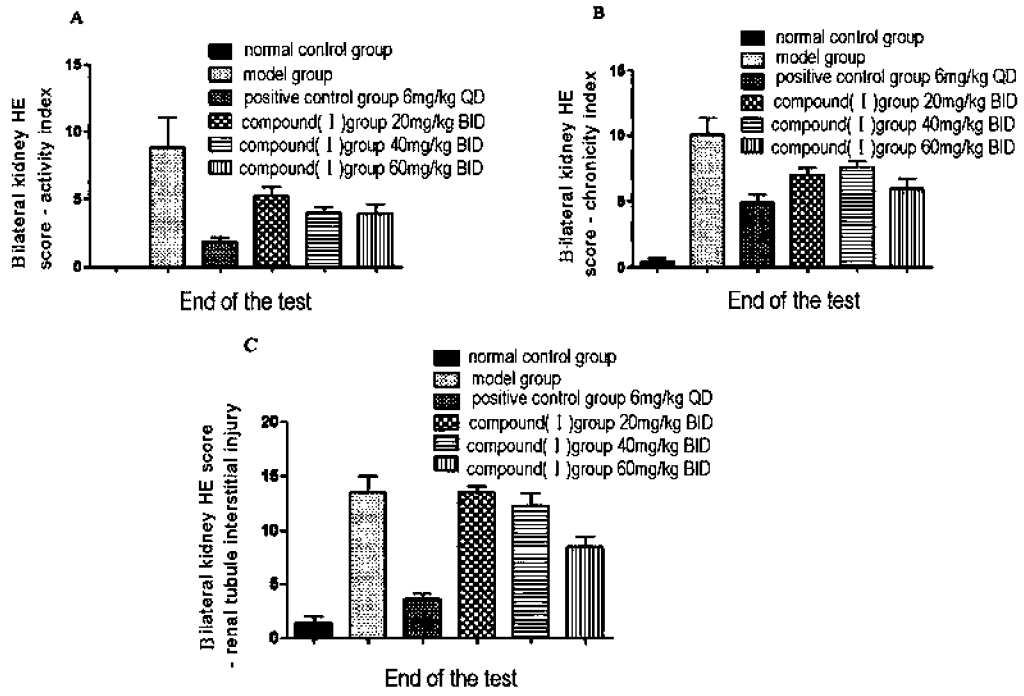 A
normal control group
model group
positive control group 6mg/kg QD
compound( I )group 20mg/kg BID
compound( I )group 40mg/kg BID
compound( I )group 60mg/kg BID
15
10
5
0
Bilateral kidney HE
score - activity index
End of the test
B
normal control group
model group
positive control group 6mg/kg QD
compound( I )group 20mg/kg BID
compound( I )group 40mg/kg BID
compound( I )group 60mg/kg BID
15
10
5
0
Bilateral kidney HE
score - chronicity index
End of the test
C
normal control group
model group
positive control group 6mg/kg QD
compound( I )group 20mg/kg BID
compound( I )group 40mg/kg BID
compound( I )group 60mg/kg BID
20
15
10
5
0
Bilateral kidney HE score
- renal tubule interstitial injury
End of the test